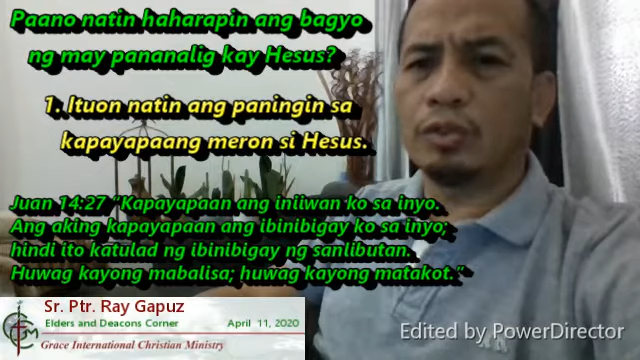 Paano natin haharapin ang bagyo
ng may pananalig kay Hesus?
1. Ituon natin ang paningin sa
kapayapaang meron si Hesus.
Juan 14:27 “Kapayapaan ang iniiwan ko sa inyo.
Ang aking kapayapaan ang ibinibigay ko sa inyo;
hindi ito katulad ng ibinibigay ng sanlibutan.
Huwag kayong mabalisa; huwag kayong matakot.”
Sr. Ptr. Ray Gapuz
Elders and Deacons Corner April 11, 2020
Grace International Christian Ministry
Edited by PowerDirector